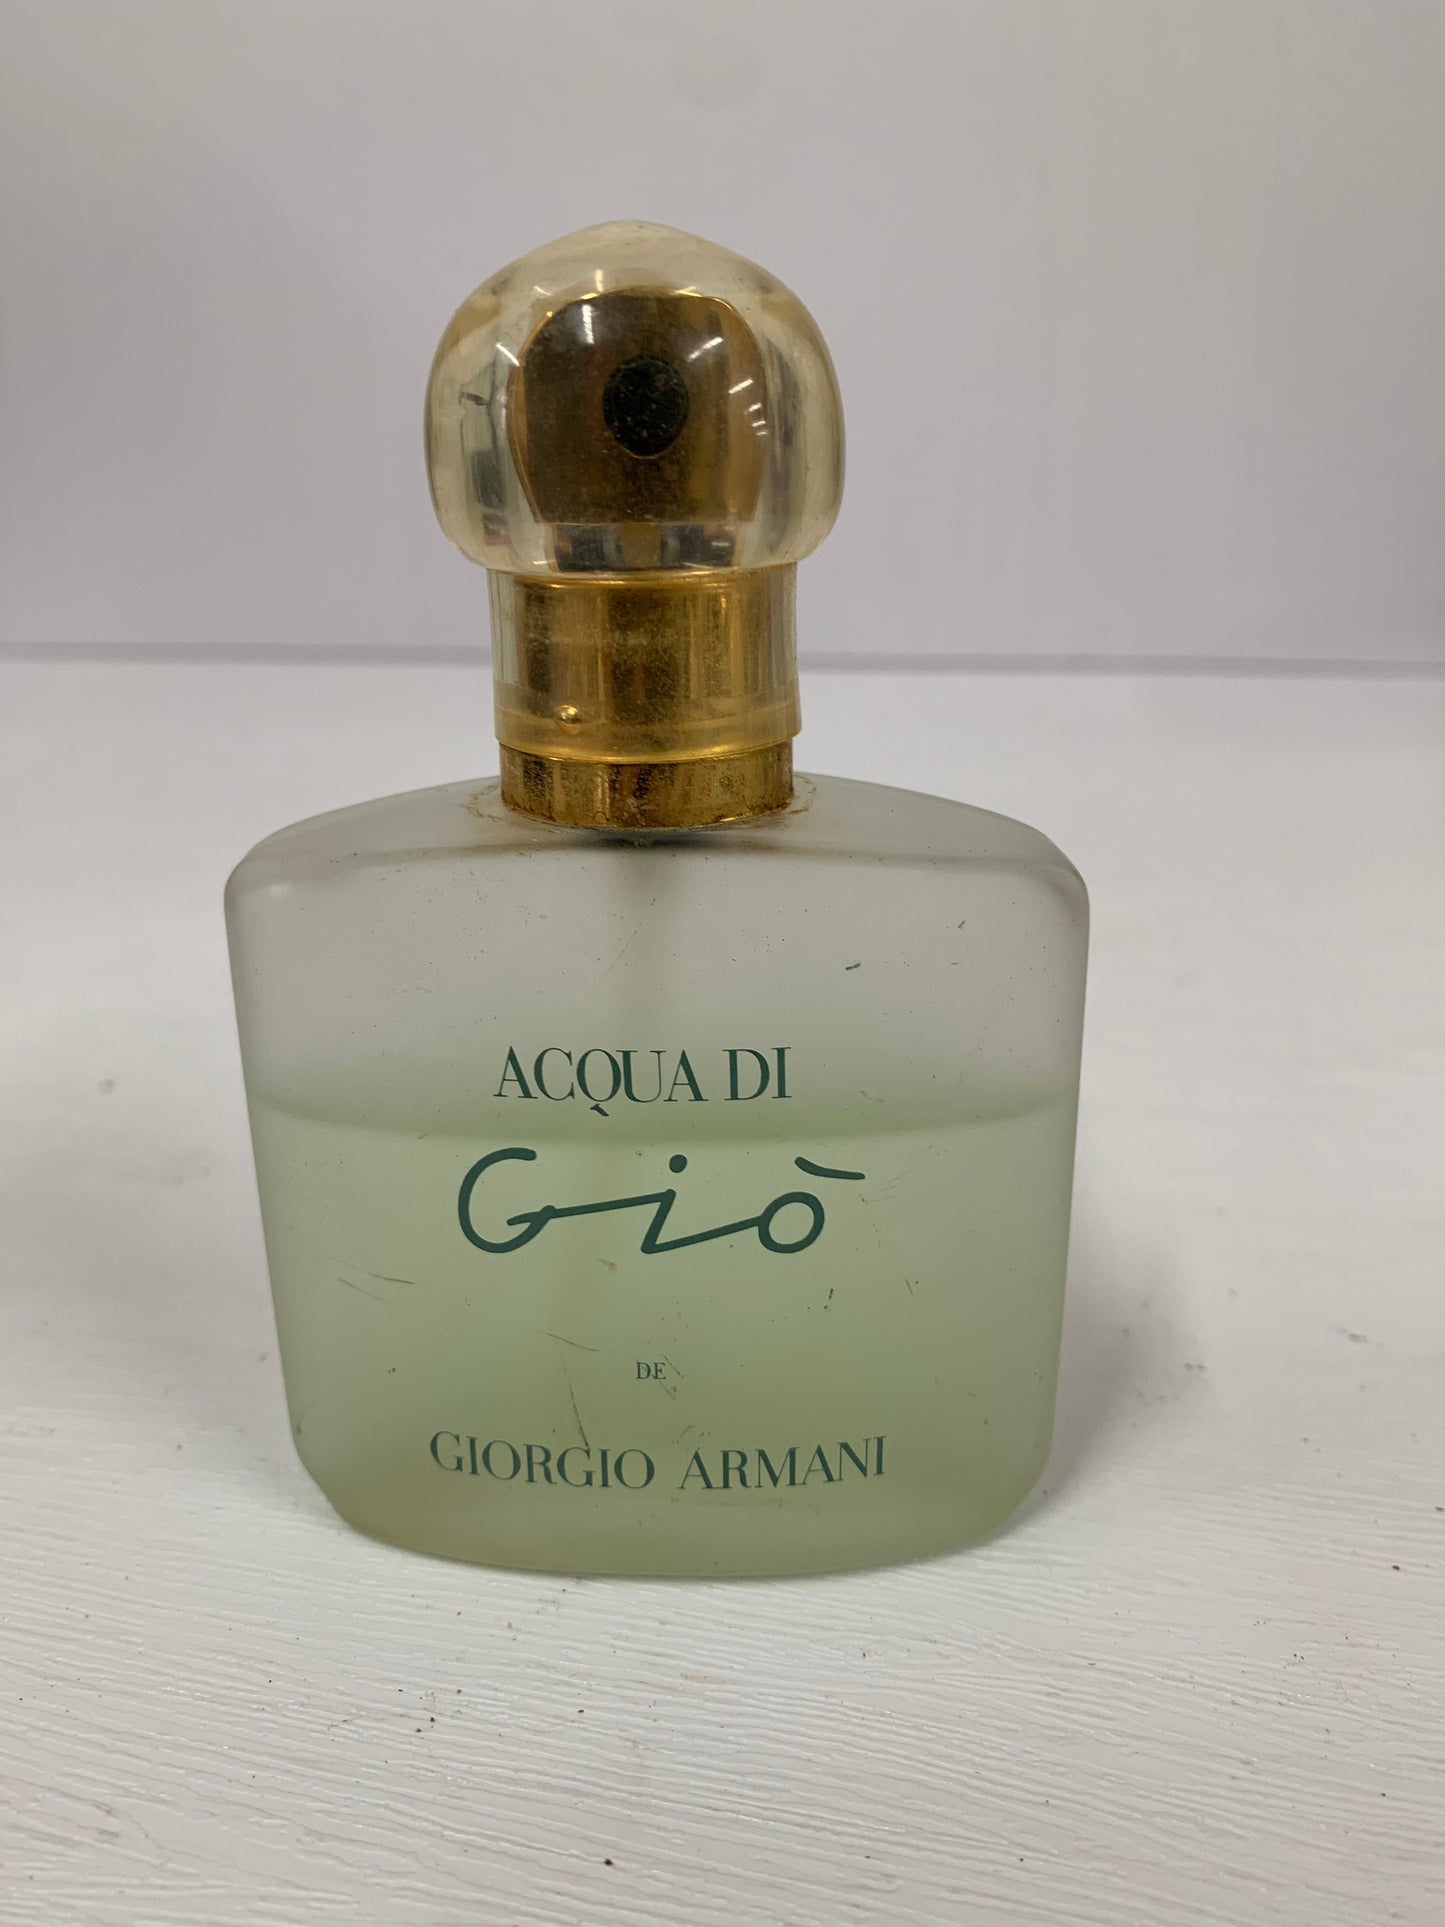 ACQUA DI
Giò
DE
GIORGIO ARMANI